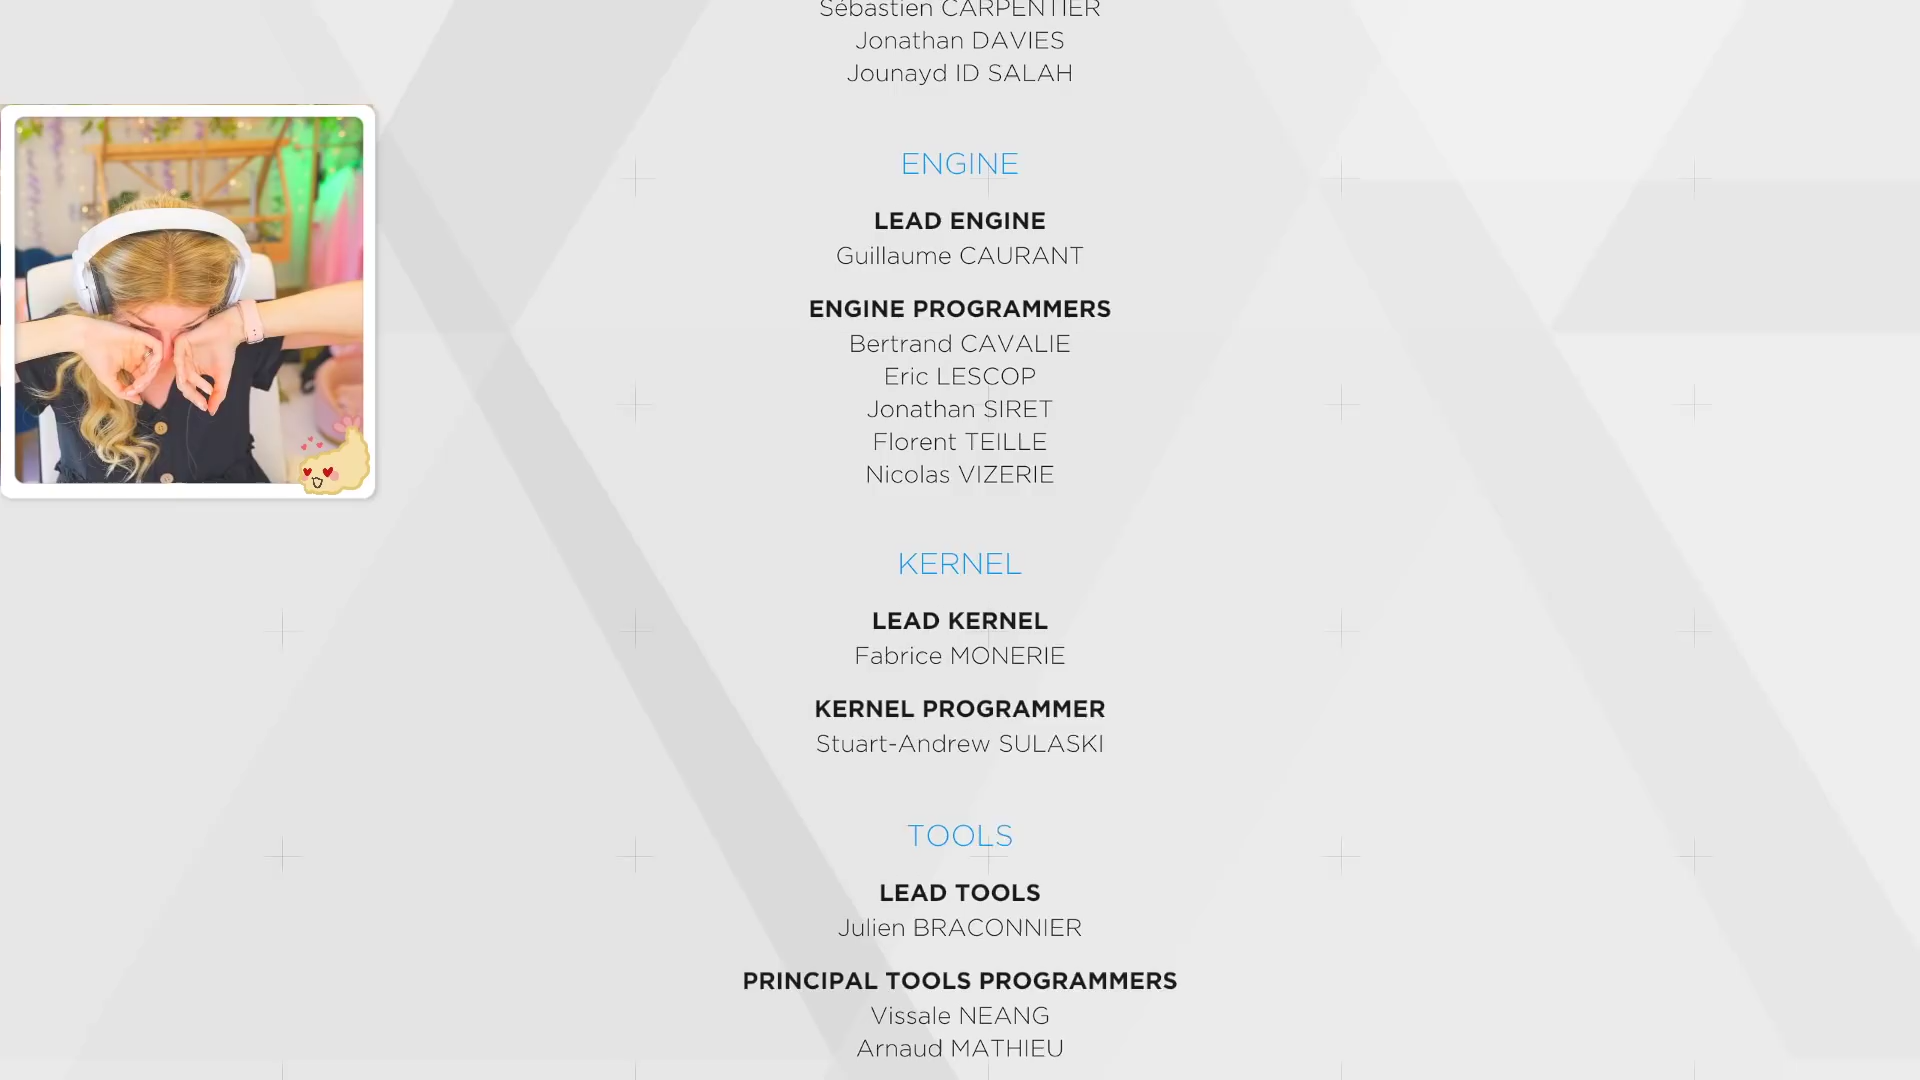 Sébastien CARPENTIER
Jonathan DAVIES
Jounayd ID SALAH
ENGINE
LEAD ENGINE
Guillaume CAURANT
ENGINE PROGRAMMERS
Bertrand CAVALIE
Eric LESCOP
Jonathan SIRET
Florent TEILLE
Nicolas VIZERIE
KERNEL
LEAD KERNEL
Fabrice MONERIE
KERNEL PROGRAMMER
Stuart-Andrew SULASKI
TOOLS
LEAD TOOLS
Julien BRACONNIER
PRINCIPAL TOOLS PROGRAMMERS
Vissale NEANG
Arnaud MATHIEU